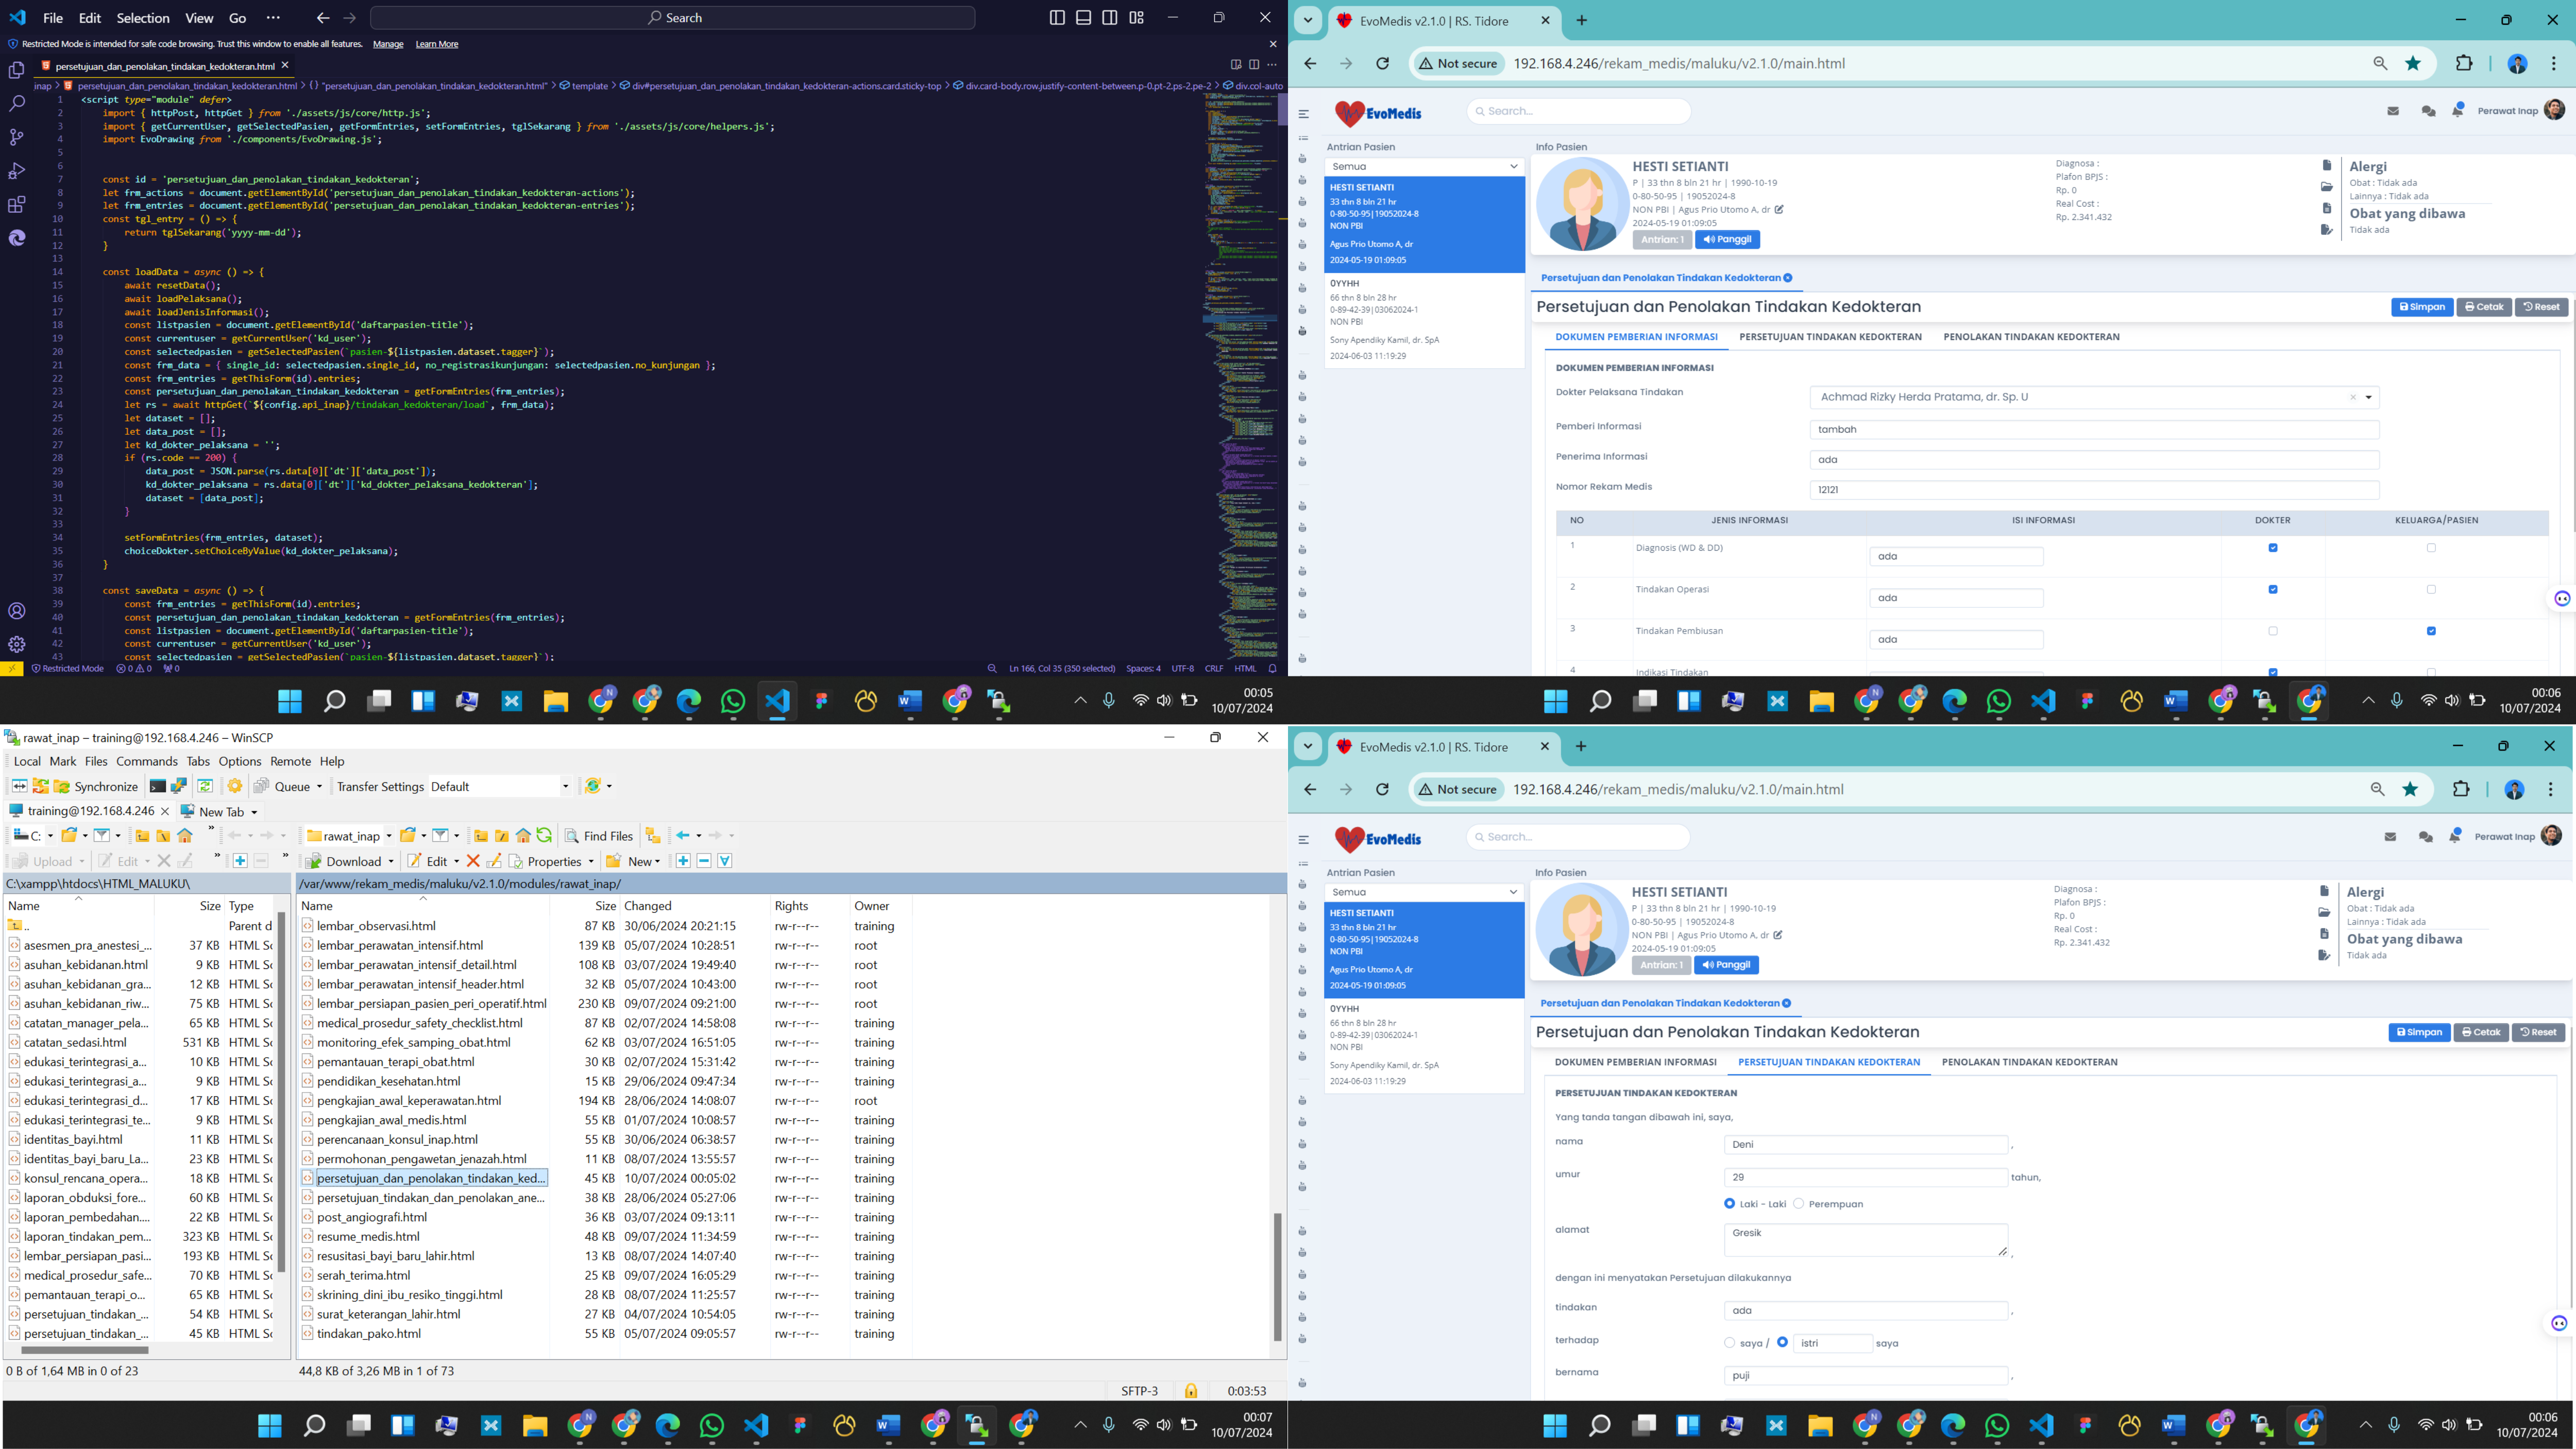 File Edit Selection View Go ··· Search
Restricted Mode is intended for safe code browsing. Trust this window to enable all features. Manage Learn More
persetujuan_dan_penolakan_tindakan_kedokteran.html
inap > persetujuan_dan_penolakan_tindakan_kedokteran.html > {} "persetujuan_dan_penolakan_tindakan_kedokteran.html" > template > div#persetujuan_dan_penolakan_tindakan_kedokteran-actions.card.sticky-top > div.card-body.row.justify-content-between.p-0.pt-2.ps-2.pe-2 > div.col-auto
1 <script type="module" defer>
2 import { httpPost, httpGet } from './assets/js/core/http.js';
3 import { getCurrentUser, getSelectedPasien, getFormEntries, setFormEntries, tglSekarang } from './assets/js/core/helpers.js';
4 import EvoDrawing from './components/EvoDrawing.js';
5
6
7 const id = 'persetujuan_dan_penolakan_tindakan_kedokteran';
8 let frm_actions = document.getElementById('persetujuan_dan_penolakan_tindakan_kedokteran-actions');
9 let frm_entries = document.getElementById('persetujuan_dan_penolakan_tindakan_kedokteran-entries');
10 const tgl_entry = () => {
11 return tglSekarang('yyyy-mm-dd');
12 }
13
14 const loadData = async () => {
15 await resetData();
16 await loadPelaksana();
17 await loadJenisInformasi();
18 const listpasien = document.getElementById('daftarpasien-title');
19 const currentuser = getCurrentUser('kd_user');
20 const selectedpasien = getSelectedPasien(`pasien-${listpasien.dataset.tagger}`);
21 const frm_data = { single_id: selectedpasien.single_id, no_registrasikunjungan: selectedpasien.no_kunjungan };
22 const frm_entries = getThisForm(id).entries;
23 const persetujuan_dan_penolakan_tindakan_kedokteran = getFormEntries(frm_entries);
24 let rs = await httpGet(`${config.api_inap}/tindakan_kedokteran/load`, frm_data);
25 let dataset = [];
26 let data_post = [];
27 let kd_dokter_pelaksana = '';
28 if (rs.code == 200) {
29 data_post = JSON.parse(rs.data[0]['dt']['data_post']);
30 kd_dokter_pelaksana = rs.data[0]['dt']['kd_dokter_pelaksana_kedokteran'];
31 dataset = [data_post];
32 }
33
34 setFormEntries(frm_entries, dataset);
35 choiceDokter.setChoiceByValue(kd_dokter_pelaksana);
36 }
37
38 const saveData = async () => {
39 const frm_entries = getThisForm(id).entries;
40 const persetujuan_dan_penolakan_tindakan_kedokteran = getFormEntries(frm_entries);
41 const listpasien = document.getElementById('daftarpasien-title');
42 const currentuser = getCurrentUser('kd_user');
43 const selectedpasien = getSelectedPasien(`pasien-${listpasien.dataset.tagger}`);
Restricted Mode 0 0 0 Ln 166, Col 35 (350 selected) Spaces: 4 UTF-8 CRLF HTML
00:05
10/07/2024
EvoMedis v2.1.0 | RS. Tidore
Not secure 192.168.4.246/rekam_medis/maluku/v2.1.0/main.html
EvoMedis Search... Perawat Inap
Antrian Pasien
Semua
HESTI SETIANTI
33 thn 8 bln 21 hr
0-80-50-95|19052024-8
NON PBI
Agus Prio Utomo A, dr
2024-05-19 01:09:05
OYYHH
66 thn 8 bln 28 hr
0-89-42-39|03062024-1
NON PBI
Sony Apendiky Kamil, dr. SpA
2024-06-03 11:19:29
Info Pasien
HESTI SETIANTI
P | 33 thn 8 bln 21 hr | 1990-10-19
0-80-50-95 | 19052024-8
NON PBI | Agus Prio Utomo A, dr
2024-05-19 01:09:05
Antrian: 1 Panggil
Diagnosa :
Plafon BPJS :
Rp. 0
Real Cost :
Rp. 2.341.432
Alergi
Obat : Tidak ada
Lainnya : Tidak ada
Obat yang dibawa
Tidak ada
Persetujuan dan Penolakan Tindakan Kedokteran
Persetujuan dan Penolakan Tindakan Kedokteran Simpan Cetak Reset
DOKUMEN PEMBERIAN INFORMASI PERSETUJUAN TINDAKAN KEDOKTERAN PENOLAKAN TINDAKAN KEDOKTERAN
DOKUMEN PEMBERIAN INFORMASI
Dokter Pelaksana Tindakan Achmad Rizky Herda Pratama, dr. Sp. U
Pemberi Informasi tambah
Penerima Informasi ada
Nomor Rekam Medis 12121
NO JENIS INFORMASI ISI INFORMASI DOKTER KELUARGA/PASIEN
1 Diagnosis (WD & DD) ada
2 Tindakan Operasi ada
3 Tindakan Pembiusan ada
4 Indikasi Tindakan
00:06
10/07/2024
rawat_inap – training@192.168.4.246 – WinSCP
Local Mark Files Commands Tabs Options Remote Help
Synchronize Queue Transfer Settings Default
training@192.168.4.246 New Tab
C: rawat_inap Find Files
Upload Edit Download Edit Properties New
C:\xampp\htdocs\HTML_MALUKU\
Name Size Type
.. Parent d
asesmen_pra_anestesi_... 37 KB HTML Sc
asuhan_kebidanan.html 9 KB HTML Sc
asuhan_kebidanan_gra... 12 KB HTML Sc
asuhan_kebidanan_riw... 75 KB HTML Sc
catatan_manager_pela... 65 KB HTML Sc
catatan_sedasi.html 531 KB HTML Sc
edukasi_terintegrasi_a... 10 KB HTML Sc
edukasi_terintegrasi_a... 9 KB HTML Sc
edukasi_terintegrasi_d... 17 KB HTML Sc
edukasi_terintegrasi_te... 9 KB HTML Sc
identitas_bayi.html 11 KB HTML Sc
identitas_bayi_baru_La... 23 KB HTML Sc
konsul_rencana_opera... 18 KB HTML Sc
laporan_obduksi_fore... 60 KB HTML Sc
laporan_pembedahan.... 22 KB HTML Sc
laporan_tindakan_pem... 323 KB HTML Sc
lembar_persiapan_pasi... 193 KB HTML Sc
medical_prosedur_safe... 70 KB HTML Sc
pemantauan_terapi_o... 65 KB HTML Sc
persetujuan_tindakan_... 54 KB HTML Sc
persetujuan_tindakan_... 45 KB HTML Sc
0 B of 1,64 MB in 0 of 23
/var/www/rekam_medis/maluku/v2.1.0/modules/rawat_inap/
Name Size Changed Rights Owner
lembar_observasi.html 87 KB 30/06/2024 20:21:15 rw-r--r-- training
lembar_perawatan_intensif.html 139 KB 05/07/2024 10:28:51 rw-r--r-- root
lembar_perawatan_intensif_detail.html 108 KB 03/07/2024 19:49:40 rw-r--r-- root
lembar_perawatan_intensif_header.html 32 KB 05/07/2024 10:43:00 rw-r--r-- root
lembar_persiapan_pasien_peri_operatif.html 230 KB 09/07/2024 09:21:00 rw-r--r-- root
medical_prosedur_safety_checklist.html 87 KB 02/07/2024 14:58:08 rw-r--r-- training
monitoring_efek_samping_obat.html 62 KB 03/07/2024 16:51:05 rw-r--r-- training
pemantauan_terapi_obat.html 30 KB 02/07/2024 15:31:42 rw-r--r-- training
pendidikan_kesehatan.html 15 KB 29/06/2024 09:47:34 rw-r--r-- training
pengkajian_awal_keperawatan.html 194 KB 28/06/2024 14:08:07 rw-r--r-- root
pengkajian_awal_medis.html 55 KB 01/07/2024 10:08:57 rw-r--r-- training
perencanaan_konsul_inap.html 55 KB 30/06/2024 06:38:57 rw-r--r-- training
permohonan_pengawetan_jenazah.html 11 KB 08/07/2024 13:55:57 rw-r--r-- training
persetujuan_dan_penolakan_tindakan_ked... 45 KB 10/07/2024 00:05:02 rw-r--r-- training
persetujuan_tindakan_dan_penolakan_ane... 38 KB 28/06/2024 05:27:06 rw-r--r-- training
post_angiografi.html 36 KB 03/07/2024 09:13:11 rw-r--r-- training
resume_medis.html 48 KB 09/07/2024 11:34:59 rw-r--r-- training
resusitasi_bayi_baru_lahir.html 13 KB 08/07/2024 14:07:40 rw-r--r-- training
serah_terima.html 25 KB 09/07/2024 16:05:29 rw-r--r-- training
skrining_dini_ibu_resiko_tinggi.html 28 KB 08/07/2024 11:25:57 rw-r--r-- training
surat_keterangan_lahir.html 27 KB 04/07/2024 10:54:05 rw-r--r-- training
tindakan_pako.html 55 KB 05/07/2024 09:05:57 rw-r--r-- training
44,8 KB of 3,26 MB in 1 of 73
SFTP-3 0:03:53
00:07
10/07/2024
EvoMedis v2.1.0 | RS. Tidore
Not secure 192.168.4.246/rekam_medis/maluku/v2.1.0/main.html
EvoMedis Search... Perawat Inap
Antrian Pasien
Semua
HESTI SETIANTI
33 thn 8 bln 21 hr
0-80-50-95|19052024-8
NON PBI
Agus Prio Utomo A, dr
2024-05-19 01:09:05
OYYHH
66 thn 8 bln 28 hr
0-89-42-39|03062024-1
NON PBI
Sony Apendiky Kamil, dr. SpA
2024-06-03 11:19:29
Info Pasien
HESTI SETIANTI
P | 33 thn 8 bln 21 hr | 1990-10-19
0-80-50-95 | 19052024-8
NON PBI | Agus Prio Utomo A, dr
2024-05-19 01:09:05
Antrian: 1 Panggil
Diagnosa :
Plafon BPJS :
Rp. 0
Real Cost :
Rp. 2.341.432
Alergi
Obat : Tidak ada
Lainnya : Tidak ada
Obat yang dibawa
Tidak ada
Persetujuan dan Penolakan Tindakan Kedokteran
Persetujuan dan Penolakan Tindakan Kedokteran Simpan Cetak Reset
DOKUMEN PEMBERIAN INFORMASI PERSETUJUAN TINDAKAN KEDOKTERAN PENOLAKAN TINDAKAN KEDOKTERAN
PERSETUJUAN TINDAKAN KEDOKTERAN
Yang tanda tangan dibawah ini, saya,
nama Deni ,
umur 29 tahun,
Laki - Laki Perempuan
alamat Gresik ,
dengan ini menyatakan Persetujuan dilakukannya
tindakan ada ,
terhadap saya / istri saya
bernama puji ,
00:06
10/07/2024